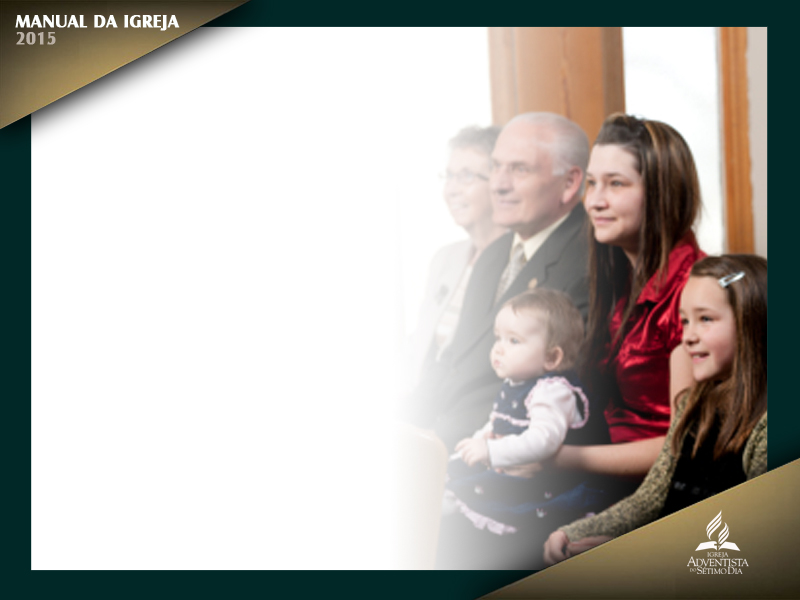 MANUAL DA IGREJA
2015
IGREJA
ADVENTISTA
DO SÉTIMO DIA